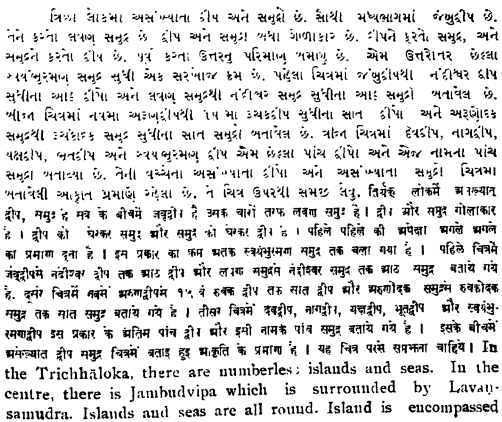 ત્રિછા લોકમાં અસંખ્યાતા દ્વીપ અને સમુદ્રો છે. સૌથી મધ્યભાગમાં જંબુદ્વીપ છે.
તેને ફરતો લવણ સમુદ્ર છે દ્વીપ અને સમુદ્રો બધા ગોળાકાર છે. દ્વીપને ફરતો સમુદ્ર, અને
સમુદ્રને ફરતો દ્વીપ છે. પૂર્વ કરતા ઉત્તરનુ પરિમાણ બમણુ છે. એમ ઉત્તરોત્તર છેલ્લા
સ્વયંભૂરમણ સમુદ્ર સુધી એક સરખોજ ક્રમ છે. પહેલા ચિત્રમાં જંબુદ્વીપથી નંદીશ્વર દ્વીપ
સુધીના આઠ દ્વીપો અને લવણ સમુદ્રથી નંદીશ્વર સમુદ્ર સુધીના આઠ સમુદ્રો બતાવેલ છે.
બીજા ચિત્રમાં નવમા અરૂણદ્વીપથી ૧૫ મા રૂચકદ્વીપ સુધીના સાત દ્વીપો અને અરૂણોદક
સમુદ્રથી રૂચકોદક સમુદ્ર સુધીના સાત સમુદ્રો બતાવેલ છે. ત્રીજા ચિત્રમાં દેવદ્વીપ, નાગદ્વીપ,
યક્ષદ્વીપ, ભૂતદ્વીપ અને સ્વયંભૂરમણ દ્વીપ એમ છેલ્લા પાંચ દ્વીપો અને એજ નામના પાંચ
સમુદ્રો બતાવ્યા છે. તેની વચ્ચેના અસંખ્યાતા દ્વીપો અને અસંખ્યાતા સમુદ્રો ચિત્રમાં
બતાવેલી આકૃતિ પ્રમાણે રહેલા છે. તે ચિત્ર ઉપરથી સમજી લેવું. तिर्यक् लोकमें असंख्यात
द्वीप, समुद्र हैं सब के बीचमें जंबूद्वीप है उसके चारों तरफ लवण समुद्र है । द्वीप और समुद्र गोलाकार
है । द्वीप को घेरकर समुद्र और समुद्र को घेरकर द्वीप है । पहिले पहिले की अपेक्षा अगले अगले
का प्रमाण दूना है । इस प्रकार का क्रम अंतके स्वयंभूरमण समुद्र तक चला गया है । पहिले चित्रमें
जंबूद्वीपसे नंदीश्वर द्वीप तक आठ द्वीप और लवण समुद्रसे नंदीश्वर समुद्र तक आठ समुद्र बताये गये
है. दूसरे चित्रमें नवमें अरुणद्वीपसे १५ वें रुचक द्वीप तक सात द्वीप और अरुणोदक समुद्रसे रुचकोदक
समुद्र तक सात समुद्र बताये गये है । तीसरे चित्रमें देवद्वीप, नागद्वीप, यक्षद्वीप, भूतद्वीप और स्वयंभू-
रमणद्वीप इस प्रकार के अंतिम पांच द्वीप और इसी नामके पांच समुद्र बताये गये है । इसके बीचमें
असंख्यात द्वीप समुद्र चित्रमें बताइ हुइ आकृति के प्रमाण है । यह चित्र परसे समझना चाहिये । In
the Trichhāloka, there are numberless islands and seas. In the
centre, there is Jambudvipa which is surrounded by Lavan-
samudra. Islands and seas are all round. Island is encompassed